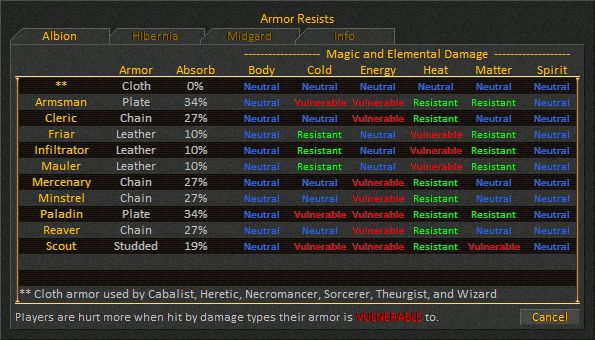 Armor Resists
Albion Hibernia Midgard Info
Magic and Elemental Damage
Armor Absorb Body Cold Energy Heat Matter Spirit
** Cloth 0% Neutral Neutral Neutral Neutral Neutral Neutral
Armsman Plate 34% Neutral Vulnerable Vulnerable Resistant Resistant Neutral
Cleric Chain 27% Neutral Neutral Vulnerable Resistant Neutral Neutral
Friar Leather 10% Neutral Resistant Neutral Vulnerable Resistant Neutral
Infiltrator Leather 10% Neutral Resistant Neutral Vulnerable Resistant Neutral
Mauler Leather 10% Neutral Resistant Neutral Vulnerable Resistant Neutral
Mercenary Chain 27% Neutral Neutral Vulnerable Resistant Neutral Neutral
Minstrel Chain 27% Neutral Neutral Vulnerable Resistant Neutral Neutral
Paladin Plate 34% Neutral Vulnerable Vulnerable Resistant Resistant Neutral
Reaver Chain 27% Neutral Neutral Vulnerable Resistant Neutral Neutral
Scout Studded 19% Neutral Vulnerable Vulnerable Resistant Vulnerable Neutral
** Cloth armor used by Cabalist, Heretic, Necromancer, Sorcerer, Theurgist, and Wizard
Players are hurt more when hit by damage types their armor is VULNERABLE to. Cancel